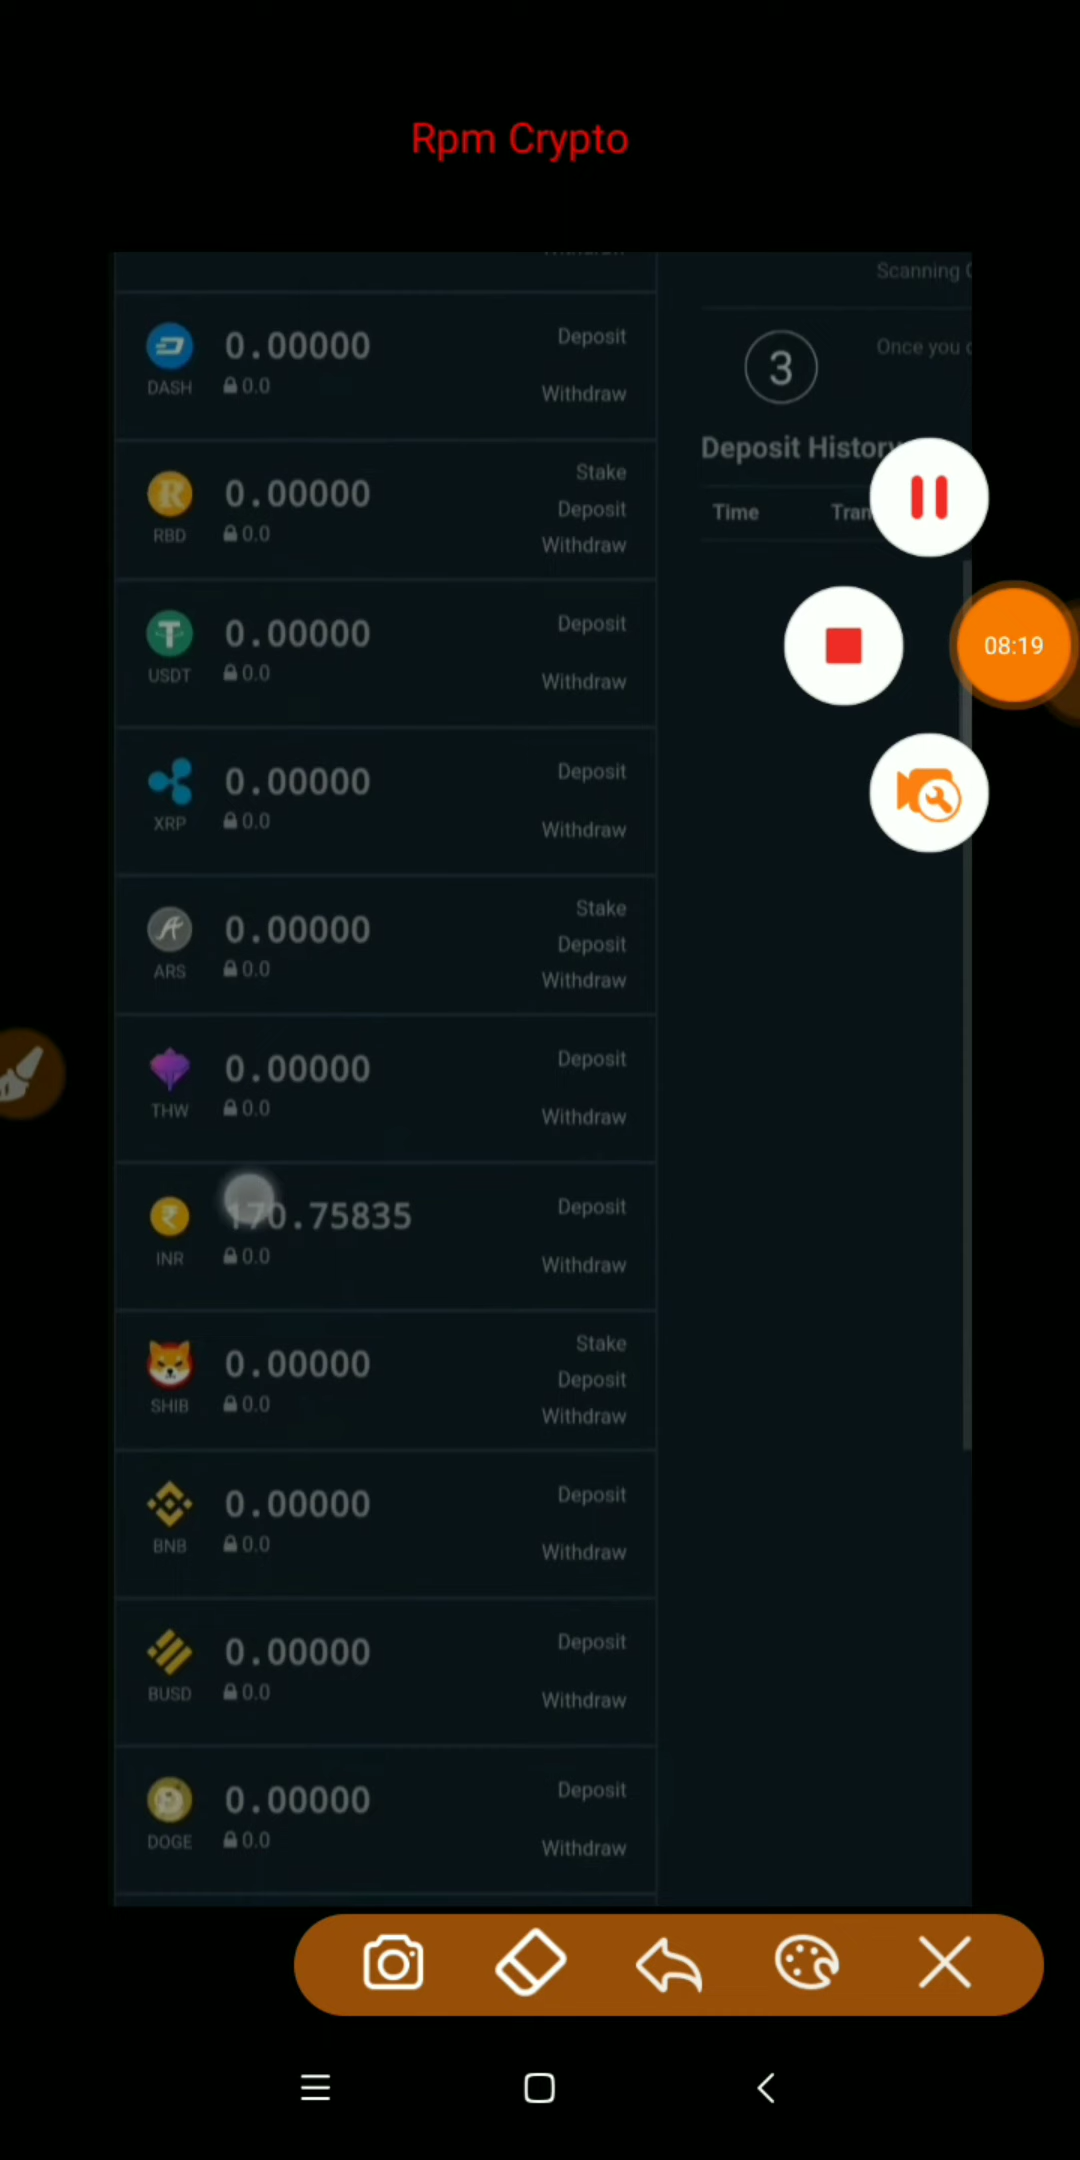 Rpm Crypto
Scanning
3
Once you
Deposit History
Time
DASH
0.00000
0.0
Deposit
Withdraw
RBD
0.00000
0.0
Stake
Deposit
Withdraw
USDT
0.00000
0.0
Deposit
Withdraw
08:19
XRP
0.00000
0.0
Deposit
Withdraw
ARS
0.00000
0.0
Stake
Deposit
Withdraw
THW
0.00000
0.0
Deposit
Withdraw
INR
170.75835
0.0
Deposit
Withdraw
SHIB
0.00000
0.0
Stake
Deposit
Withdraw
BNB
0.00000
0.0
Deposit
Withdraw
BUSD
0.00000
0.0
Deposit
Withdraw
DOGE
0.00000
0.0
Deposit
Withdraw